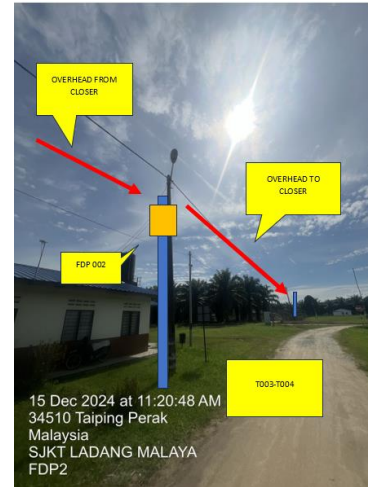 OVERHEAD FROM
CLOSER
OVERHEAD TO
CLOSER
FDP 002
T003-T004
15 Dec 2024 at 11:20:48 AM
34510 Taiping Perak
Malaysia
SJKT LADANG MALAYA
FDP2